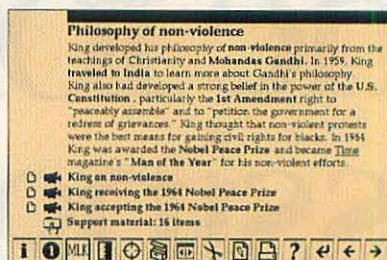 Philosophy of non-violence
King developed his philosophy of non-violence primarily from the
teachings of Christianity and Mohandas Gandhi. In 1959, King
traveled to India to learn more about Gandhi's philosophy
King also had developed a strong belief in the power of the U.S.
Constitution, particularly the 1st Amendment right to
"peaceably assemble" and to "petition the government for a
redress of grievances." King thought that non-violent protests
were the best means for gaining civil rights for blacks. In 1964
King was awarded the Nobel Peace Prize and became Time
magazine's "Man of the Year" for his non-violent efforts.
King on non-violence
King receiving the 1964 Nobel Peace Prize
King accepting the 1964 Nobel Peace Prize
Support material: 16 items
i MLK ?